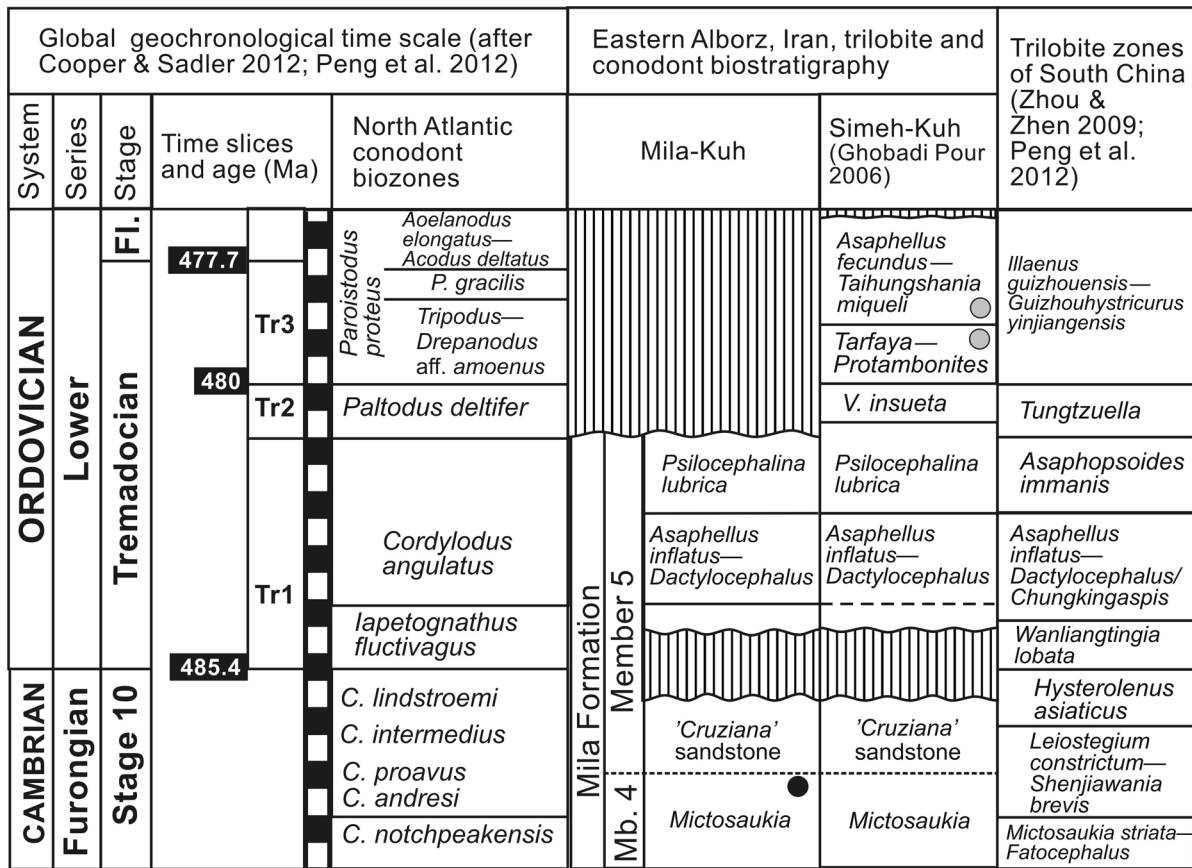 Global geochronological time scale (after
Cooper & Sadler 2012; Peng et al. 2012)
Eastern Alborz, Iran, trilobite and
conodont biostratigraphy
Trilobite zones
of South China
(Zhou &
Zhen 2009;
Peng et al.
2012)
System
Series
Stage
Time slices
and age (Ma)
North Atlantic
conodont
biozones
Mila-Kuh
Simeh-Kuh
(Ghobadi Pour
2006)
ORDOVICIAN
Lower
Fl.
Tremadocian
477.7
Tr3
480
Tr2
Tr1
485.4
Paroistodus
proteus
Aoelanodus
elongatus—
Acodus deltatus
P. gracilis
Tripodus—
Drepanodus
aff. amoenus
Paltodus deltifer
Cordylodus
angulatus
Iapetognathus
fluctivagus
CAMBRIAN
Furongian
Stage 10
C. lindstroemi
C. intermedius
C. proavus
C. andresi
C. notchpeakensis
Mila Formation
Member 5
Mb. 4
Psilocephalina
lubrica
Asaphellus
inflatus—
Dactylocephalus
'Cruziana'
sandstone
Mictosaukia
Asaphellus
fecundus—
Taihungshania
miqueli
Tarfaya—
Protambonites
V. insueta
Psilocephalina
lubrica
Asaphellus
inflatus—
Dactylocephalus
'Cruziana'
sandstone
Mictosaukia
Illaenus
guizhouensis—
Guizhouhystricurus
yinjiangensis
Tungtzuella
Asaphopsoides
immanis
Asaphellus
inflatus—
Dactylocephalus/
Chungkingaspis
Wanliangtingia
lobata
Hysterolenus
asiaticus
Leiostegium
constrictum—
Shenjiawania
brevis
Mictosaukia striata—
Fatocephalus